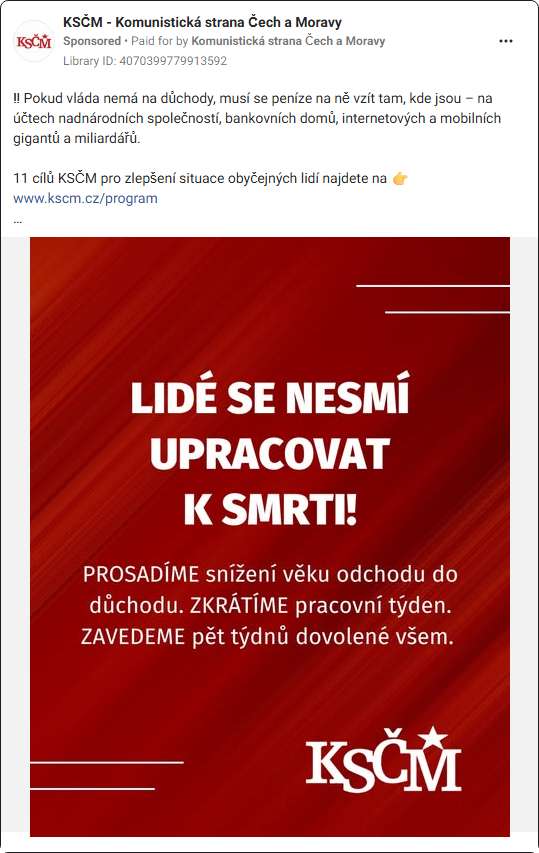 KSČM
KSČM - Komunistická strana Čech a Moravy
Sponsored • Paid for by Komunistická strana Čech a Moravy
Library ID: 4070399779913592
‼ Pokud vláda nemá na důchody, musí se peníze na ně vzít tam, kde jsou – na
účtech nadnárodních společností, bankovních domů, internetových a mobilních
gigantů a miliardářů.
11 cílů KSČM pro zlepšení situace obyčejných lidí najdete na 👉
www.kscm.cz/program
...
LIDÉ SE NESMÍ
UPRACOVAT
K SMRTI!
PROSADÍME snížení věku odchodu do
důchodu. ZKRÁTÍME pracovní týden.
ZAVEDEME pět týdnů dovolené všem.
KSČM